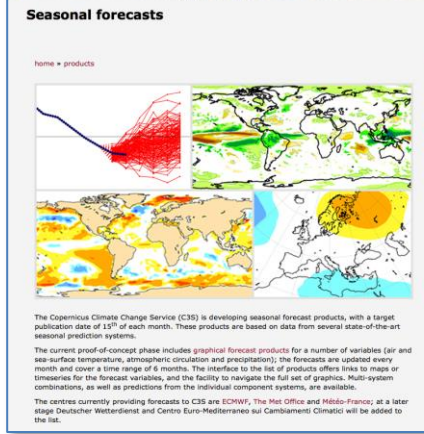 Seasonal forecasts
home » products
The Copernicus Climate Change Service (C3S) is developing seasonal forecast products, with a target
publication date of 15th of each month. These products are based on data from several state-of-the-art
seasonal prediction systems.
The current proof-of-concept phase includes graphical forecast products for a number of variables (air and
sea-surface temperature, atmospheric circulation and precipitation); the forecasts are updated every
month and cover a time range of 6 months. The interface to the list of products offers links to maps or
timeseries for the forecast variables, and the facility to navigate the full set of graphics. Multi-system
combinations, as well as predictions from the individual component systems, are available.
The centres currently providing forecasts to C3S are ECMWF, The Met Office and Météo-France; at a later
stage Deutscher Wetterdienst and Centro Euro-Mediterraneo sui Cambiamenti Climatici will be added to
the list.